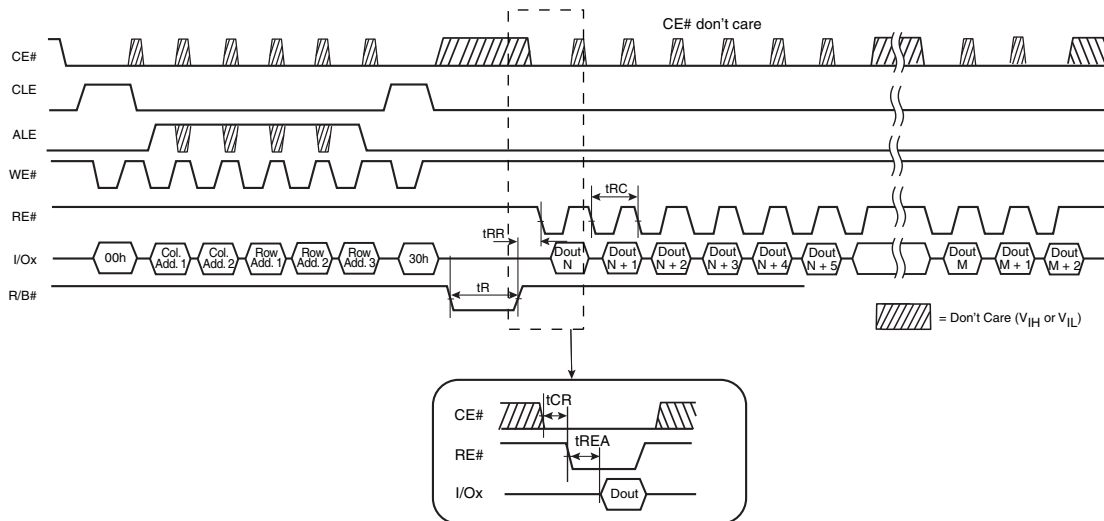 CE# don't care
CE#
CLE
ALE
WE#
tRC
RE#
tRR
I/Ox
00h
Col. Add. 1
Col. Add. 2
Row Add. 1
Row Add. 2
Row Add. 3
30h
Dout N
Dout N + 1
Dout N + 2
Dout N + 3
Dout N + 4
Dout N + 5
Dout M
Dout M + 1
Dout M + 2
R/B#
tR
= Don't Care (VIH or VIL)
tCR
CE#
tREA
RE#
I/Ox
Dout